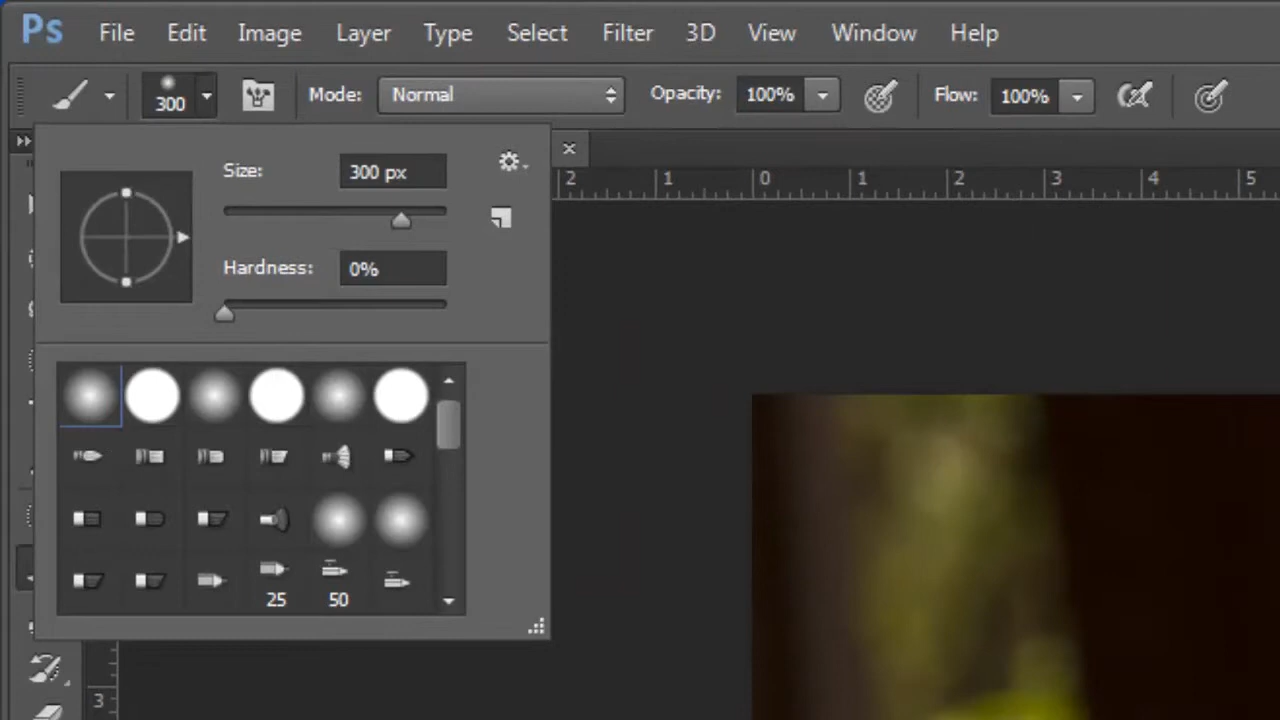 Ps File Edit Image Layer Type Select Filter 3D View Window Help
300 Mode: Normal Opacity: 100% Flow: 100%
Size: 300 px
2 1 0 1 2 3 4 5
Hardness: 0%
25 50
3